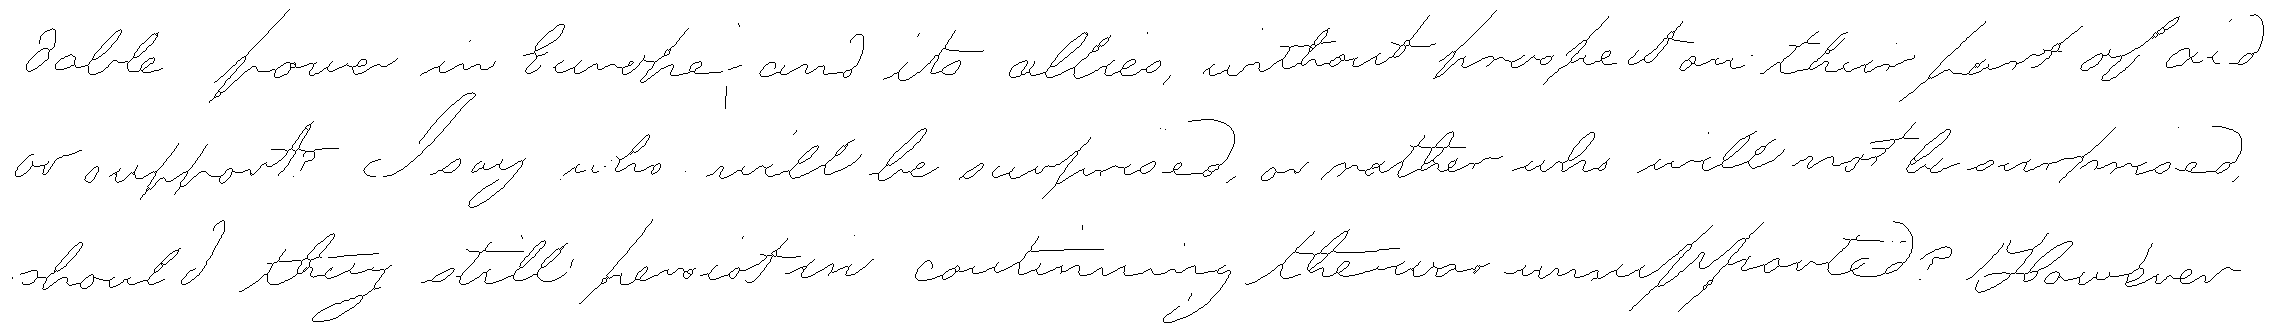 dable power in Europe, and its allies, without prospect on their part of aid
or support? I say who will be surprised, or rather who will not be surprised,
should they still persist in continuing the war unsupported? However